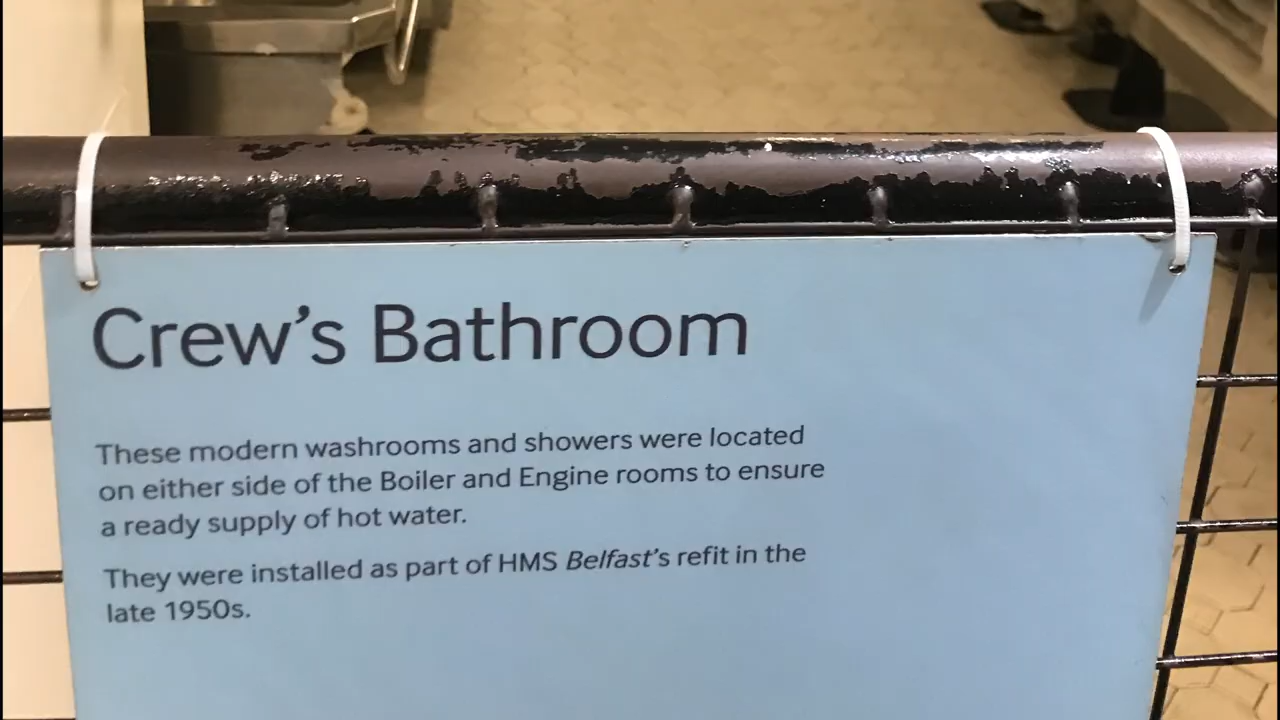 Crew's Bathroom
These modern washrooms and showers were located
on either side of the Boiler and Engine rooms to ensure
a ready supply of hot water.
They were installed as part of HMS Belfast's refit in the
late 1950s.